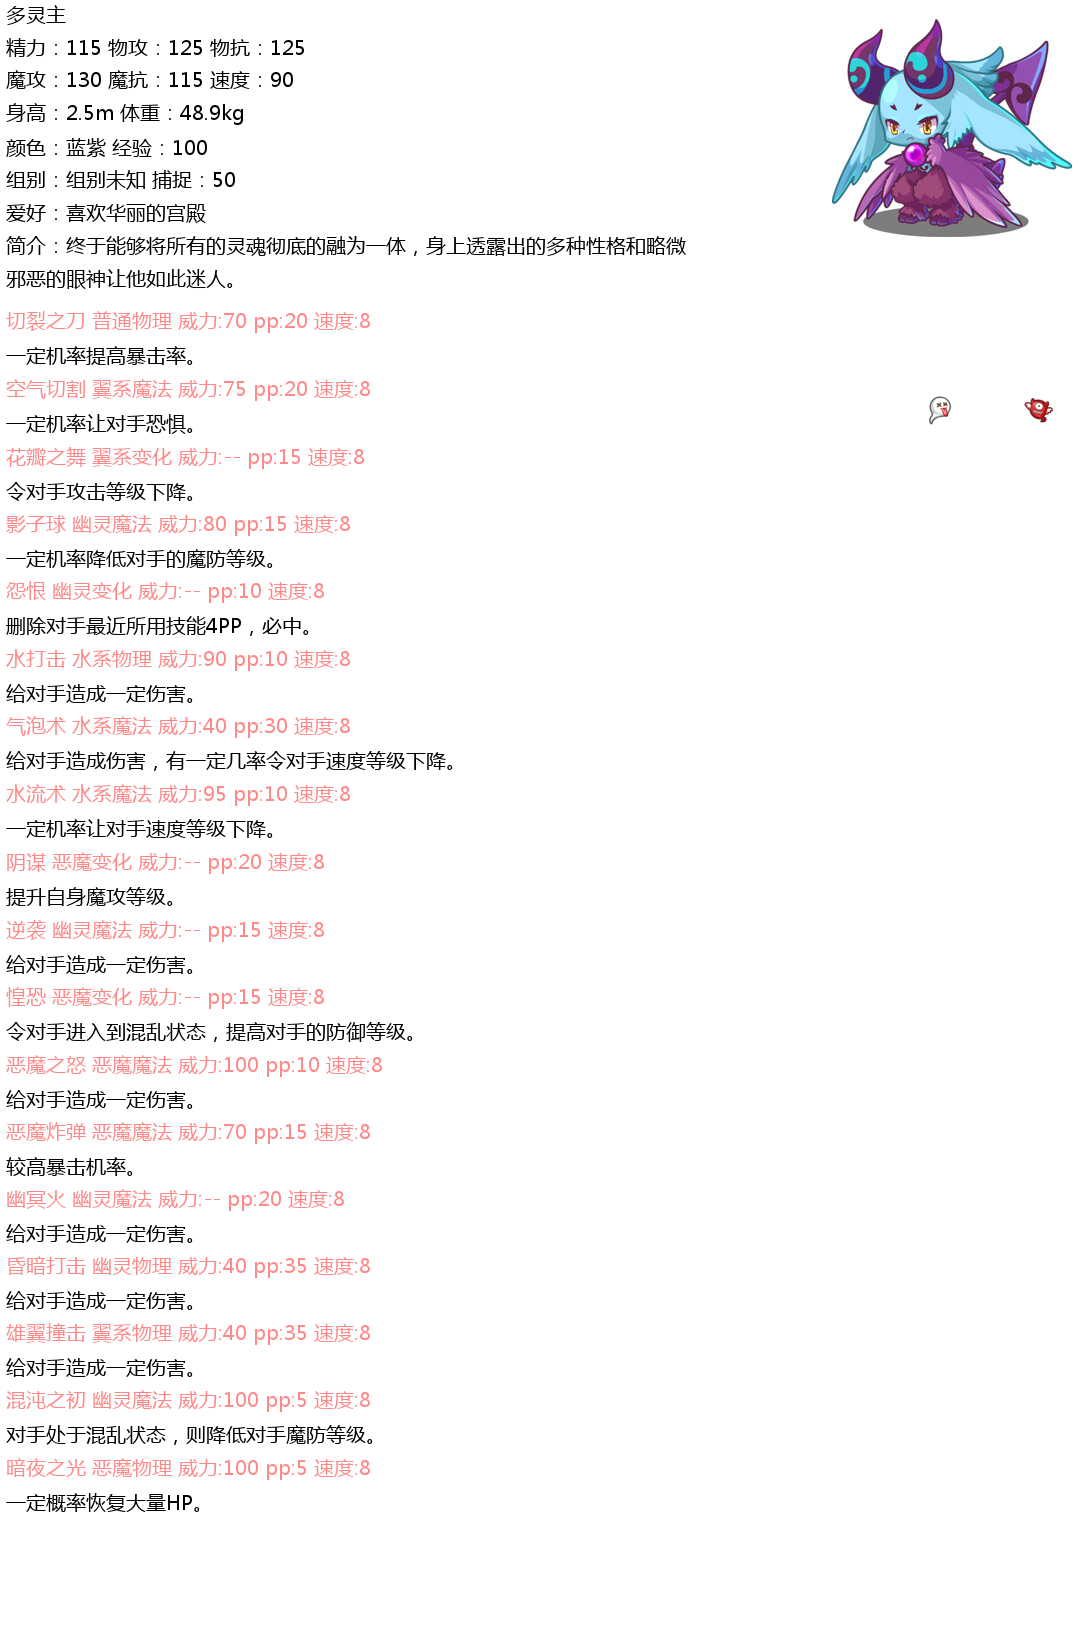 多灵主
精力：115 物攻：125 物抗：125
魔攻：130 魔抗：115 速度：90
身高：2.5m 体重：48.9kg
颜色：蓝紫 经验：100
组别：组别未知 捕捉：50
爱好：喜欢华丽的宫殿
简介：终于能够将所有的灵魂彻底的融为一体，身上透露出的多种性格和略微
邪恶的眼神让他如此迷人。
切裂之刀 普通物理 威力:70 pp:20 速度:8
一定机率提高暴击率。
空气切割 翼系魔法 威力:75 pp:20 速度:8
一定机率让对手恐惧。
花瓣之舞 翼系变化 威力:-- pp:15 速度:8
令对手攻击等级下降。
影子球 幽灵魔法 威力:80 pp:15 速度:8
一定机率降低对手的魔防等级。
怨恨 幽灵变化 威力:-- pp:10 速度:8
删除对手最近所用技能4PP，必中。
水打击 水系物理 威力:90 pp:10 速度:8
给对手造成一定伤害。
气泡术 水系魔法 威力:40 pp:30 速度:8
给对手造成伤害，有一定几率令对手速度等级下降。
水流术 水系魔法 威力:95 pp:10 速度:8
一定机率让对手速度等级下降。
阴谋 恶魔变化 威力:-- pp:20 速度:8
提升自身魔攻等级。
逆袭 幽灵魔法 威力:-- pp:15 速度:8
给对手造成一定伤害。
惶恐 恶魔变化 威力:-- pp:15 速度:8
令对手进入到混乱状态，提高对手的防御等级。
恶魔之怒 恶魔魔法 威力:100 pp:10 速度:8
给对手造成一定伤害。
恶魔炸弹 恶魔魔法 威力:70 pp:15 速度:8
较高暴击机率。
幽冥火 幽灵魔法 威力:-- pp:20 速度:8
给对手造成一定伤害。
昏暗打击 幽灵物理 威力:40 pp:35 速度:8
给对手造成一定伤害。
雄翼撞击 翼系物理 威力:40 pp:35 速度:8
给对手造成一定伤害。
混沌之初 幽灵魔法 威力:100 pp:5 速度:8
对手处于混乱状态，则降低对手魔防等级。
暗夜之光 恶魔物理 威力:100 pp:5 速度:8
一定概率恢复大量HP。